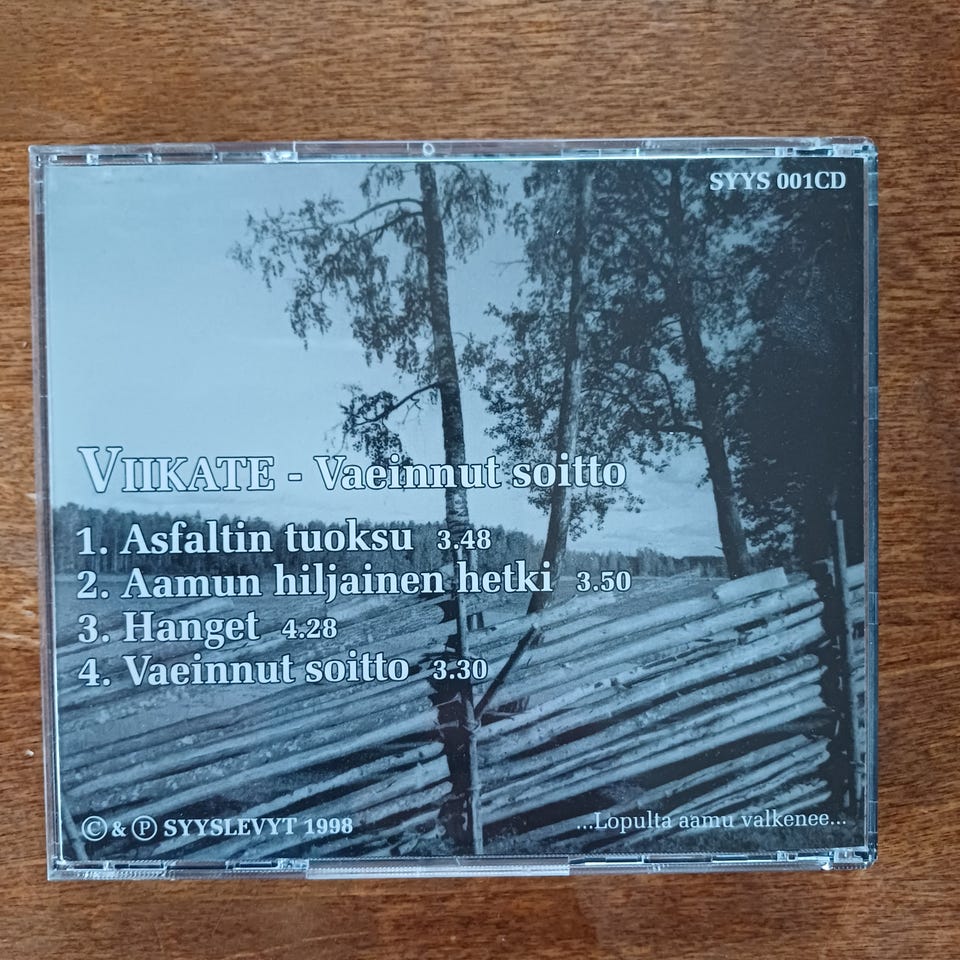 SYYS 001CD
VIIKATE - Vaeinnut soitto
1. Asfaltin tuoksu 3.48
2. Aamun hiljainen hetki 3.50
3. Hanget 4.28
4. Vaeinnut soitto 3.30
© & ℗ SYYSLEVYT 1998
...Lopulta aamu valkenee...